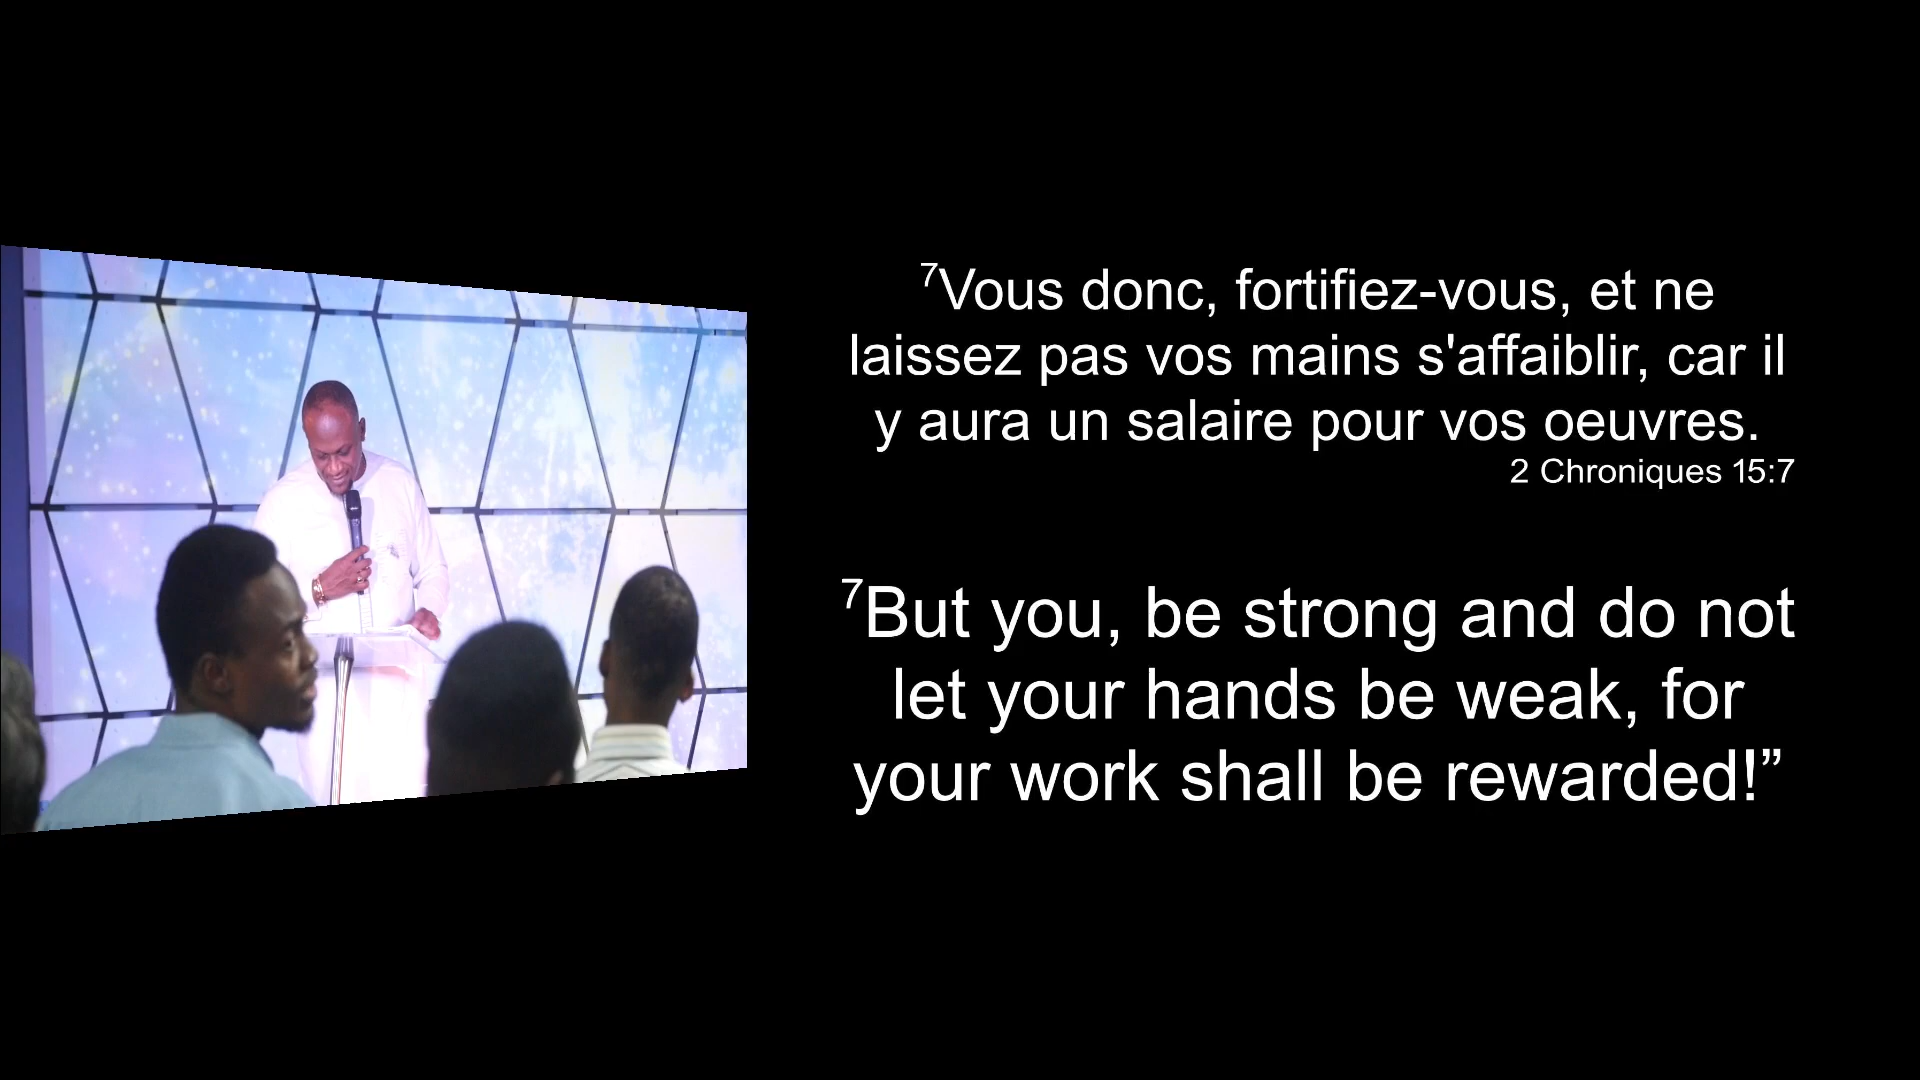 ⁷Vous donc, fortifiez-vous, et ne
laissez pas vos mains s'affaiblir, car il
y aura un salaire pour vos oeuvres.
2 Chroniques 15:7
⁷But you, be strong and do not
let your hands be weak, for
your work shall be rewarded!”